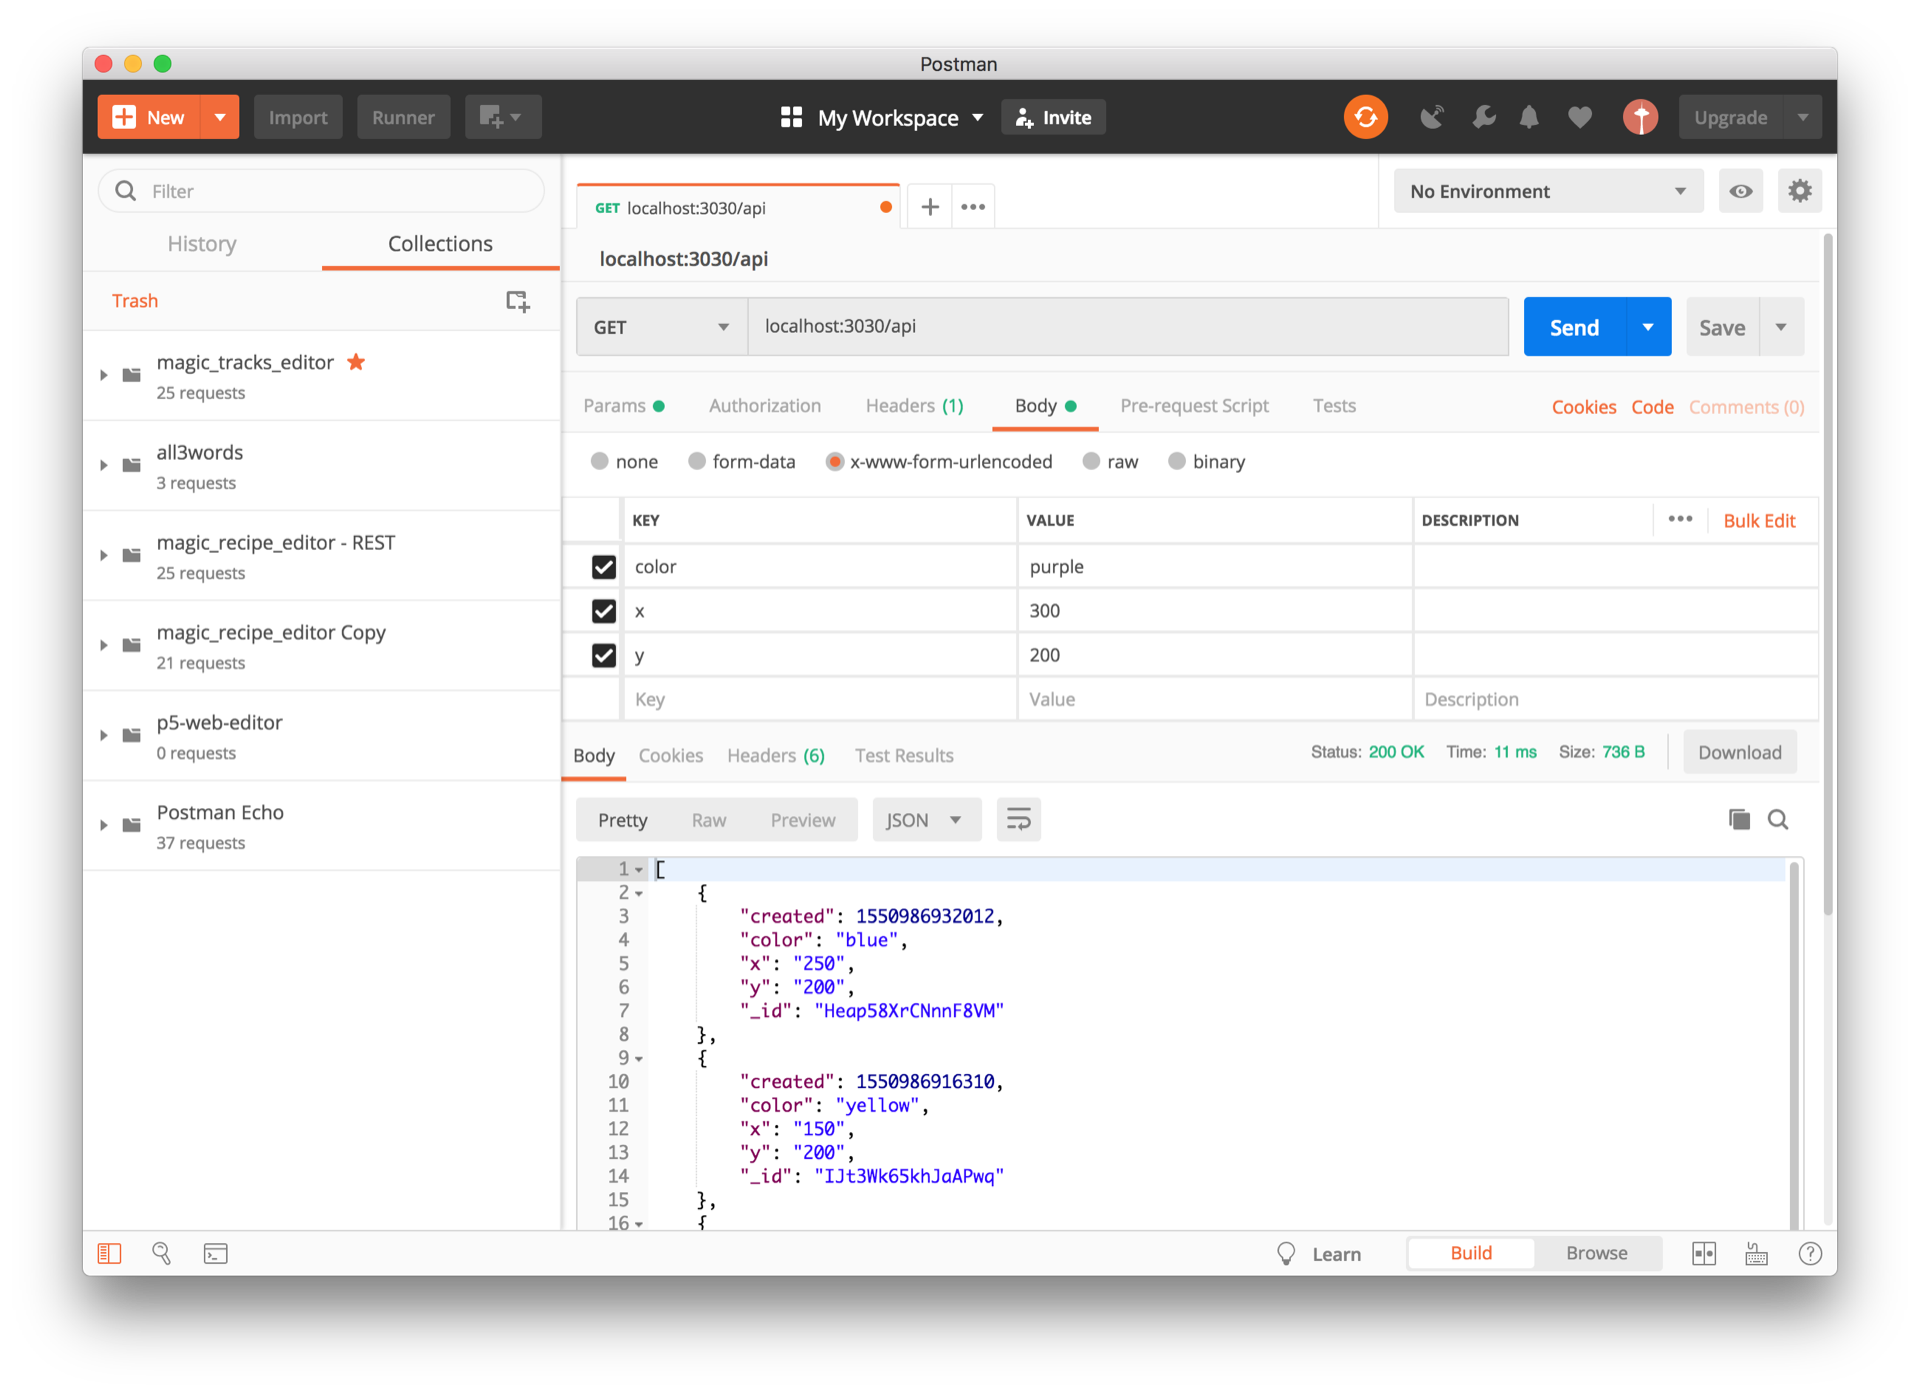 Postman
New
Import
Runner
My Workspace
Invite
Upgrade
Filter
History
Collections
Trash
magic_tracks_editor
25 requests
all3words
3 requests
magic_recipe_editor - REST
25 requests
magic_recipe_editor Copy
21 requests
p5-web-editor
0 requests
Postman Echo
37 requests
GET localhost:3030/api
No Environment
localhost:3030/api
GET localhost:3030/api Send Save
Params Authorization Headers (1) Body Pre-request Script Tests Cookies Code Comments (0)
none form-data x-www-form-urlencoded raw binary
KEY VALUE DESCRIPTION Bulk Edit
color purple
x 300
y 200
Key Value Description
Body Cookies Headers (6) Test Results Status: 200 OK Time: 11 ms Size: 736 B Download
Pretty Raw Preview JSON
1 [
2 {
3 "created": 1550986932012,
4 "color": "blue",
5 "x": "250",
6 "y": "200",
7 "_id": "Heap58XrCNnnF8VM"
8 },
9 {
10 "created": 1550986916310,
11 "color": "yellow",
12 "x": "150",
13 "y": "200",
14 "_id": "IJt3Wk65khJaAPwq"
15 },
16 {
Learn Build Browse